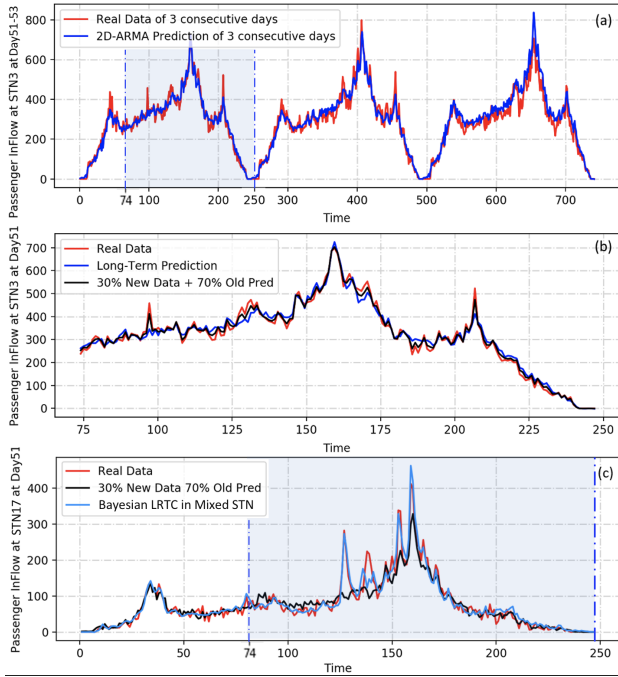 Passenger InFlow at STN3 at Day51-53
800
600
400
200
0
Real Data of 3 consecutive days
2D-ARMA Prediction of 3 consecutive days
(a)
0 74 100 200 250 300 400 500 600 700
Time
Passenger InFlow at STN3 at Day51
700
600
500
400
300
200
100
0
Real Data
Long-Term Prediction
30% New Data + 70% Old Pred
(b)
75 100 125 150 175 200 225 250
Time
Passenger InFlow at STN17 at Day51
400
300
200
100
0
Real Data
30% New Data 70% Old Pred
Bayesian LRTC in Mixed STN
(c)
0 50 74 100 150 200 250
Time